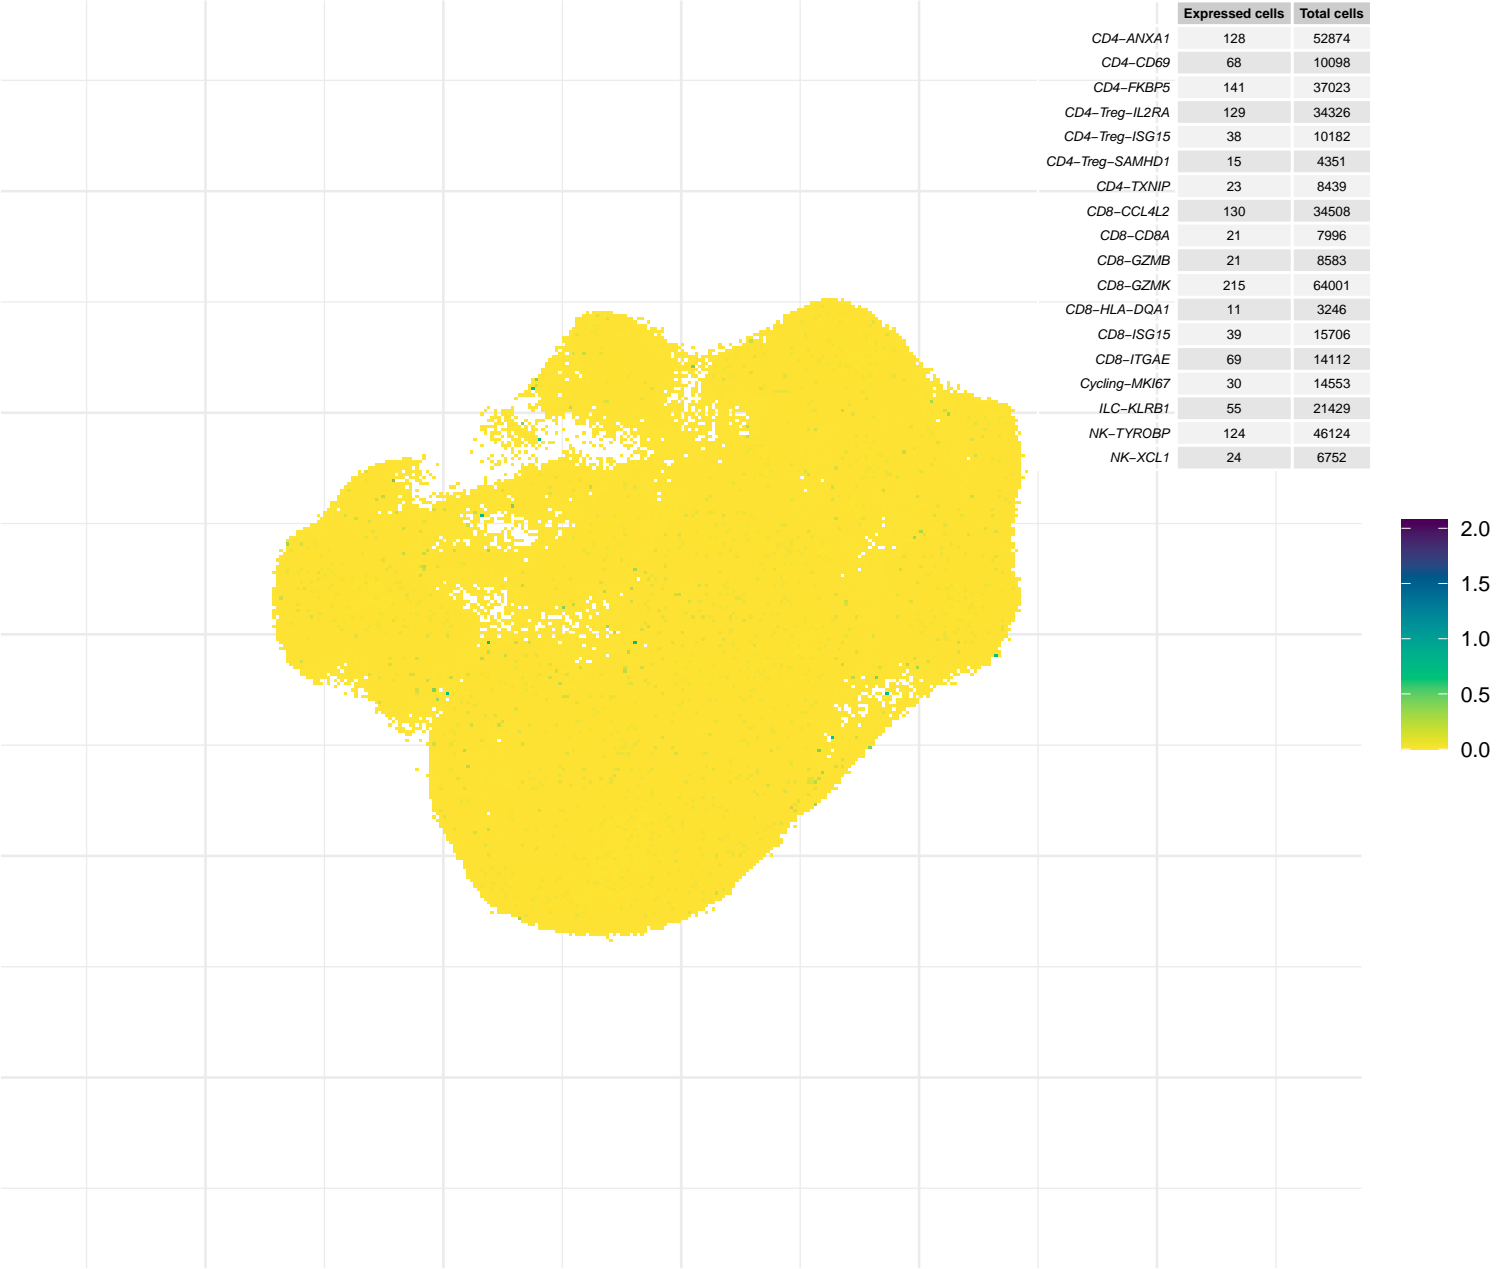 Expressed cells Total cells
CD4−ANXA1 128 52874
CD4−CD69 68 10098
CD4−FKBP5 141 37023
CD4−Treg−IL2RA 129 34326
CD4−Treg−ISG15 38 10182
CD4−Treg−SAMHD1 15 4351
CD4−TXNIP 23 8439
CD8−CCL4L2 130 34508
CD8−CD8A 21 7996
CD8−GZMB 21 8583
CD8−GZMK 215 64001
CD8−HLA−DQA1 11 3246
CD8−ISG15 39 15706
CD8−ITGAE 69 14112
Cycling−MKI67 30 14553
ILC−KLRB1 55 21429
NK−TYROBP 124 46124
NK−XCL1 24 6752
2.0
1.5
1.0
0.5
0.0